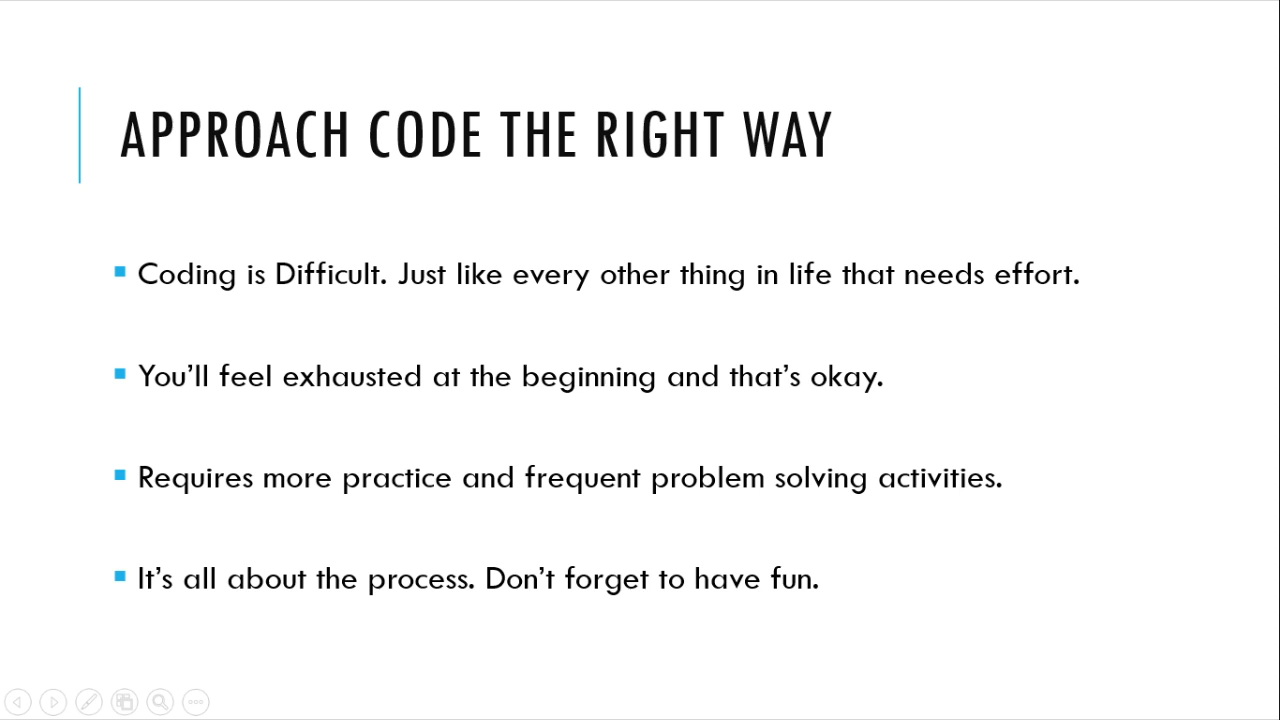 APPROACH CODE THE RIGHT WAY
Coding is Difficult. Just like every other thing in life that needs effort.
You’ll feel exhausted at the beginning and that’s okay.
Requires more practice and frequent problem solving activities.
It’s all about the process. Don’t forget to have fun.